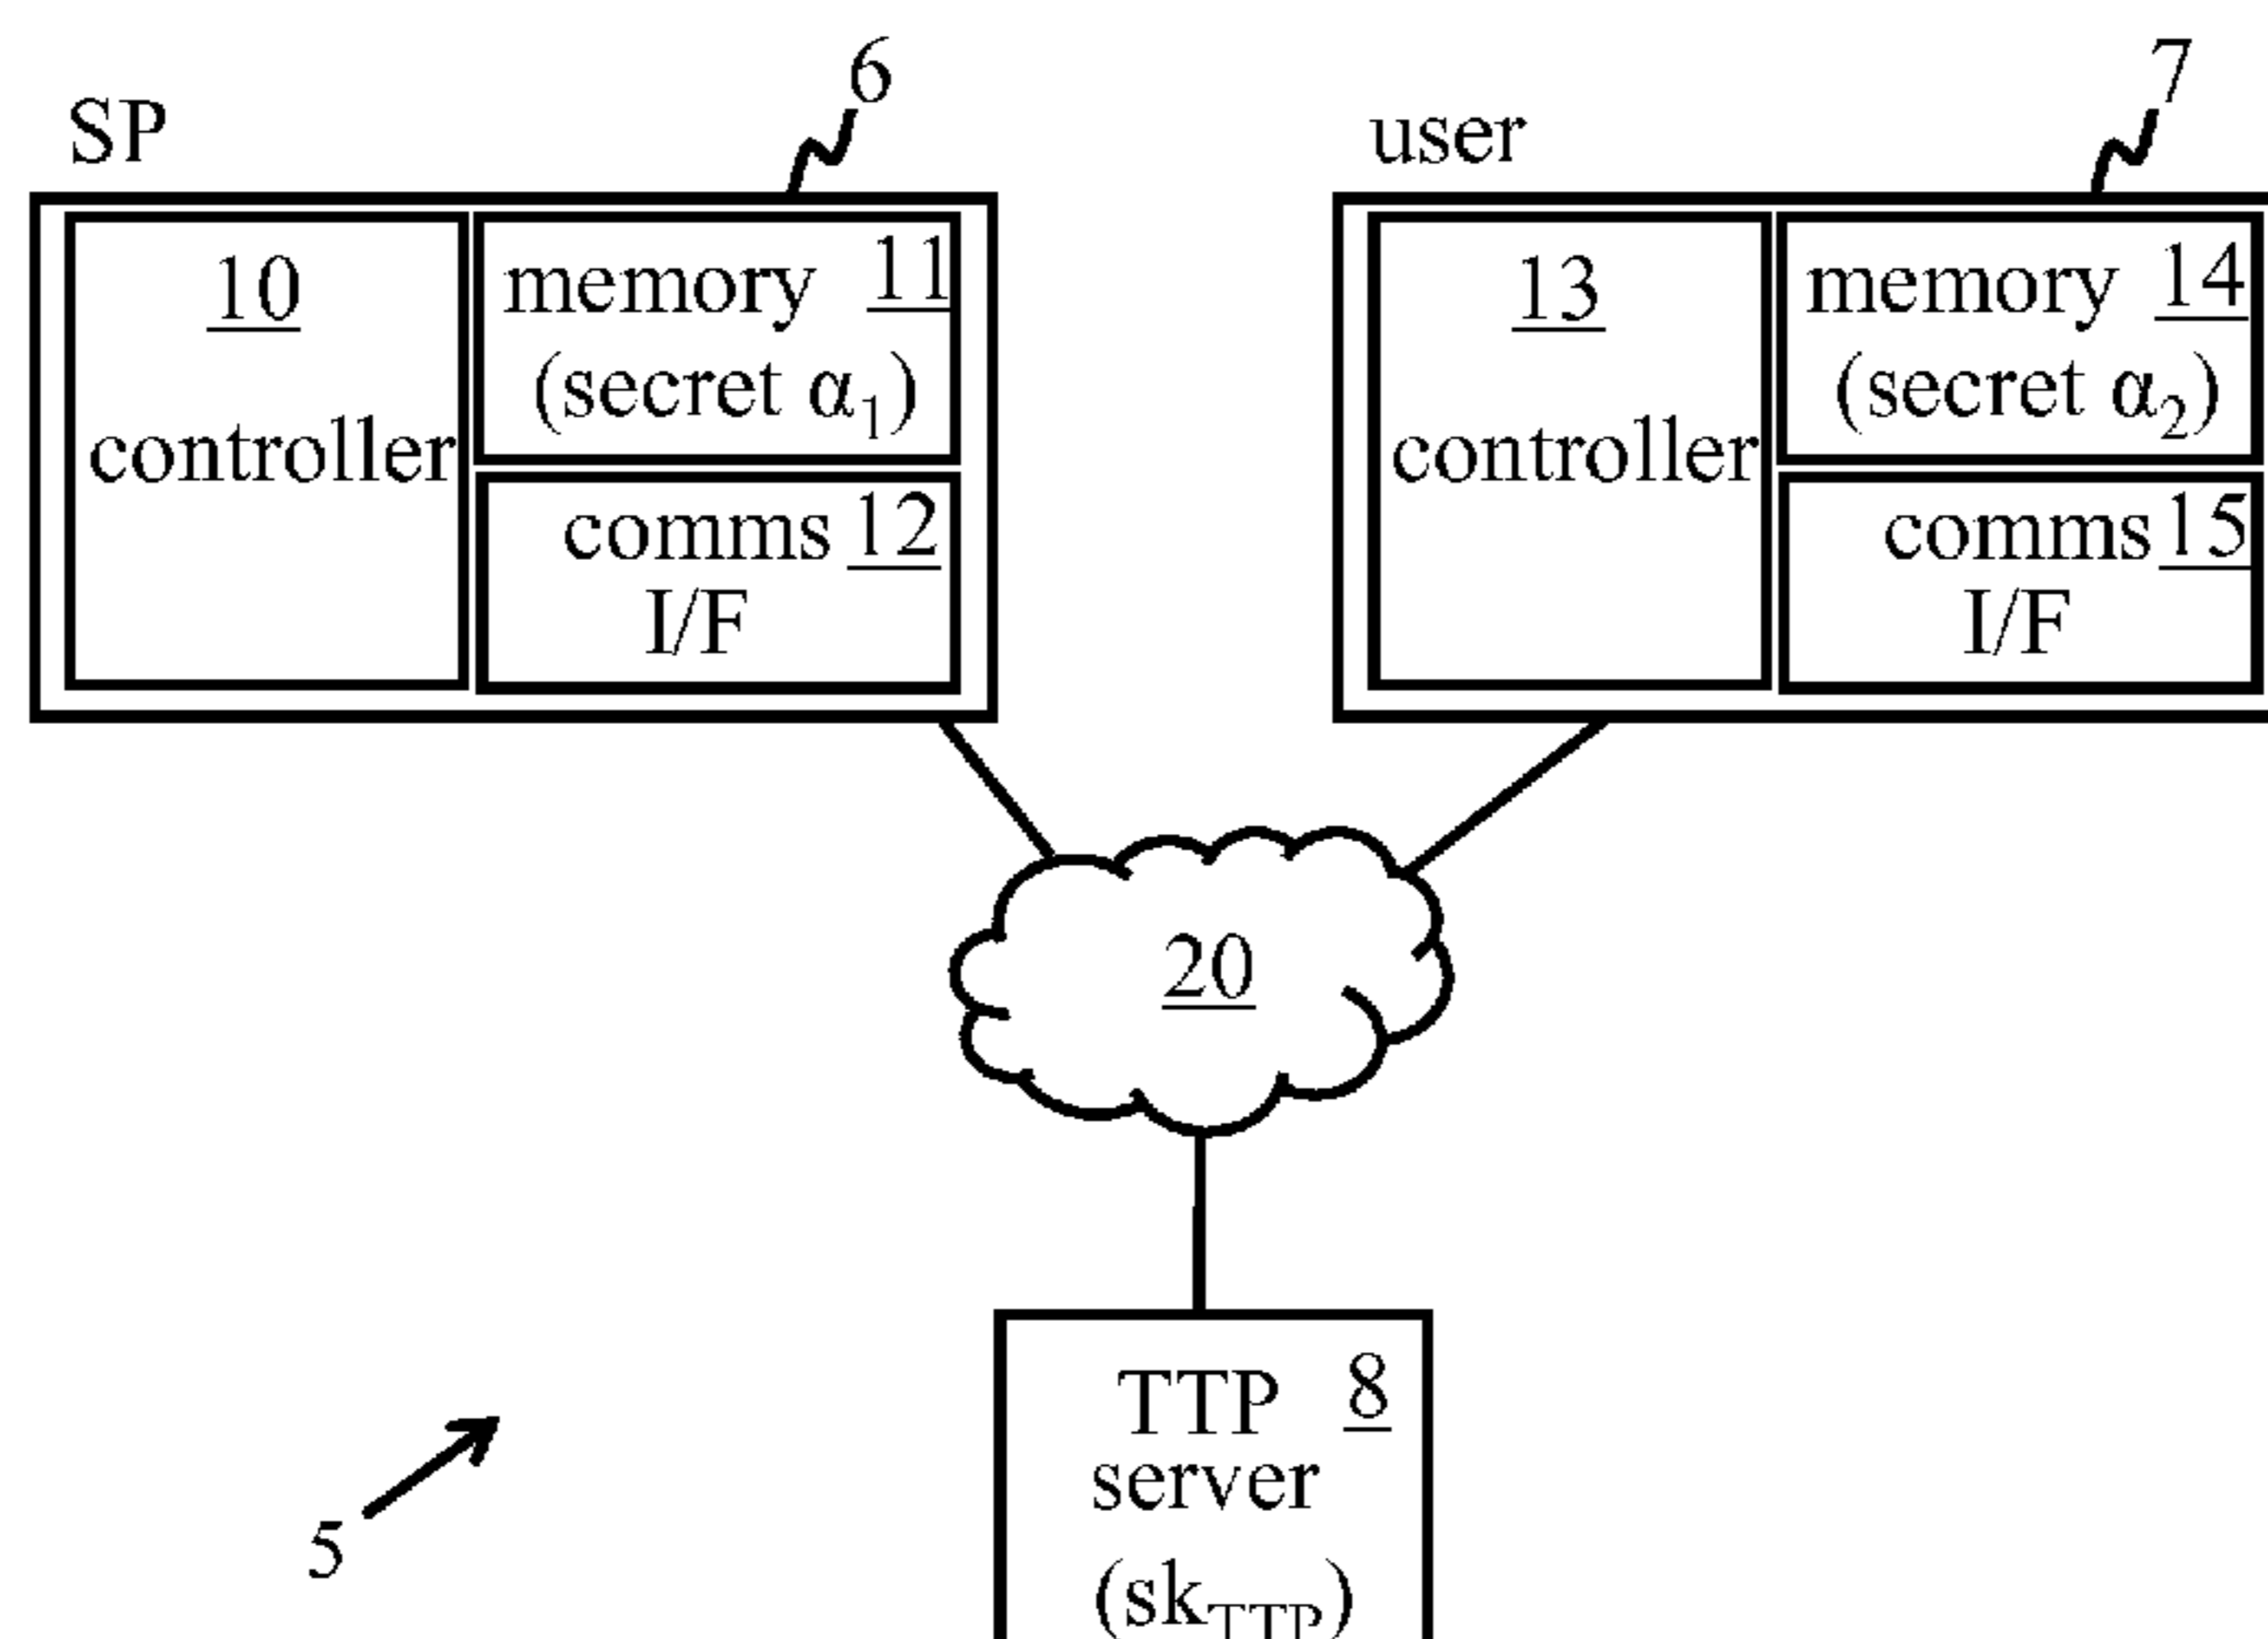 6
7
SP
user
10
controller
memory 11
(secret α₁)
comms 12
I/F
13
controller
memory 14
(secret α₂)
comms 15
I/F
20
TTP 8
server
(sk_TTP)
5